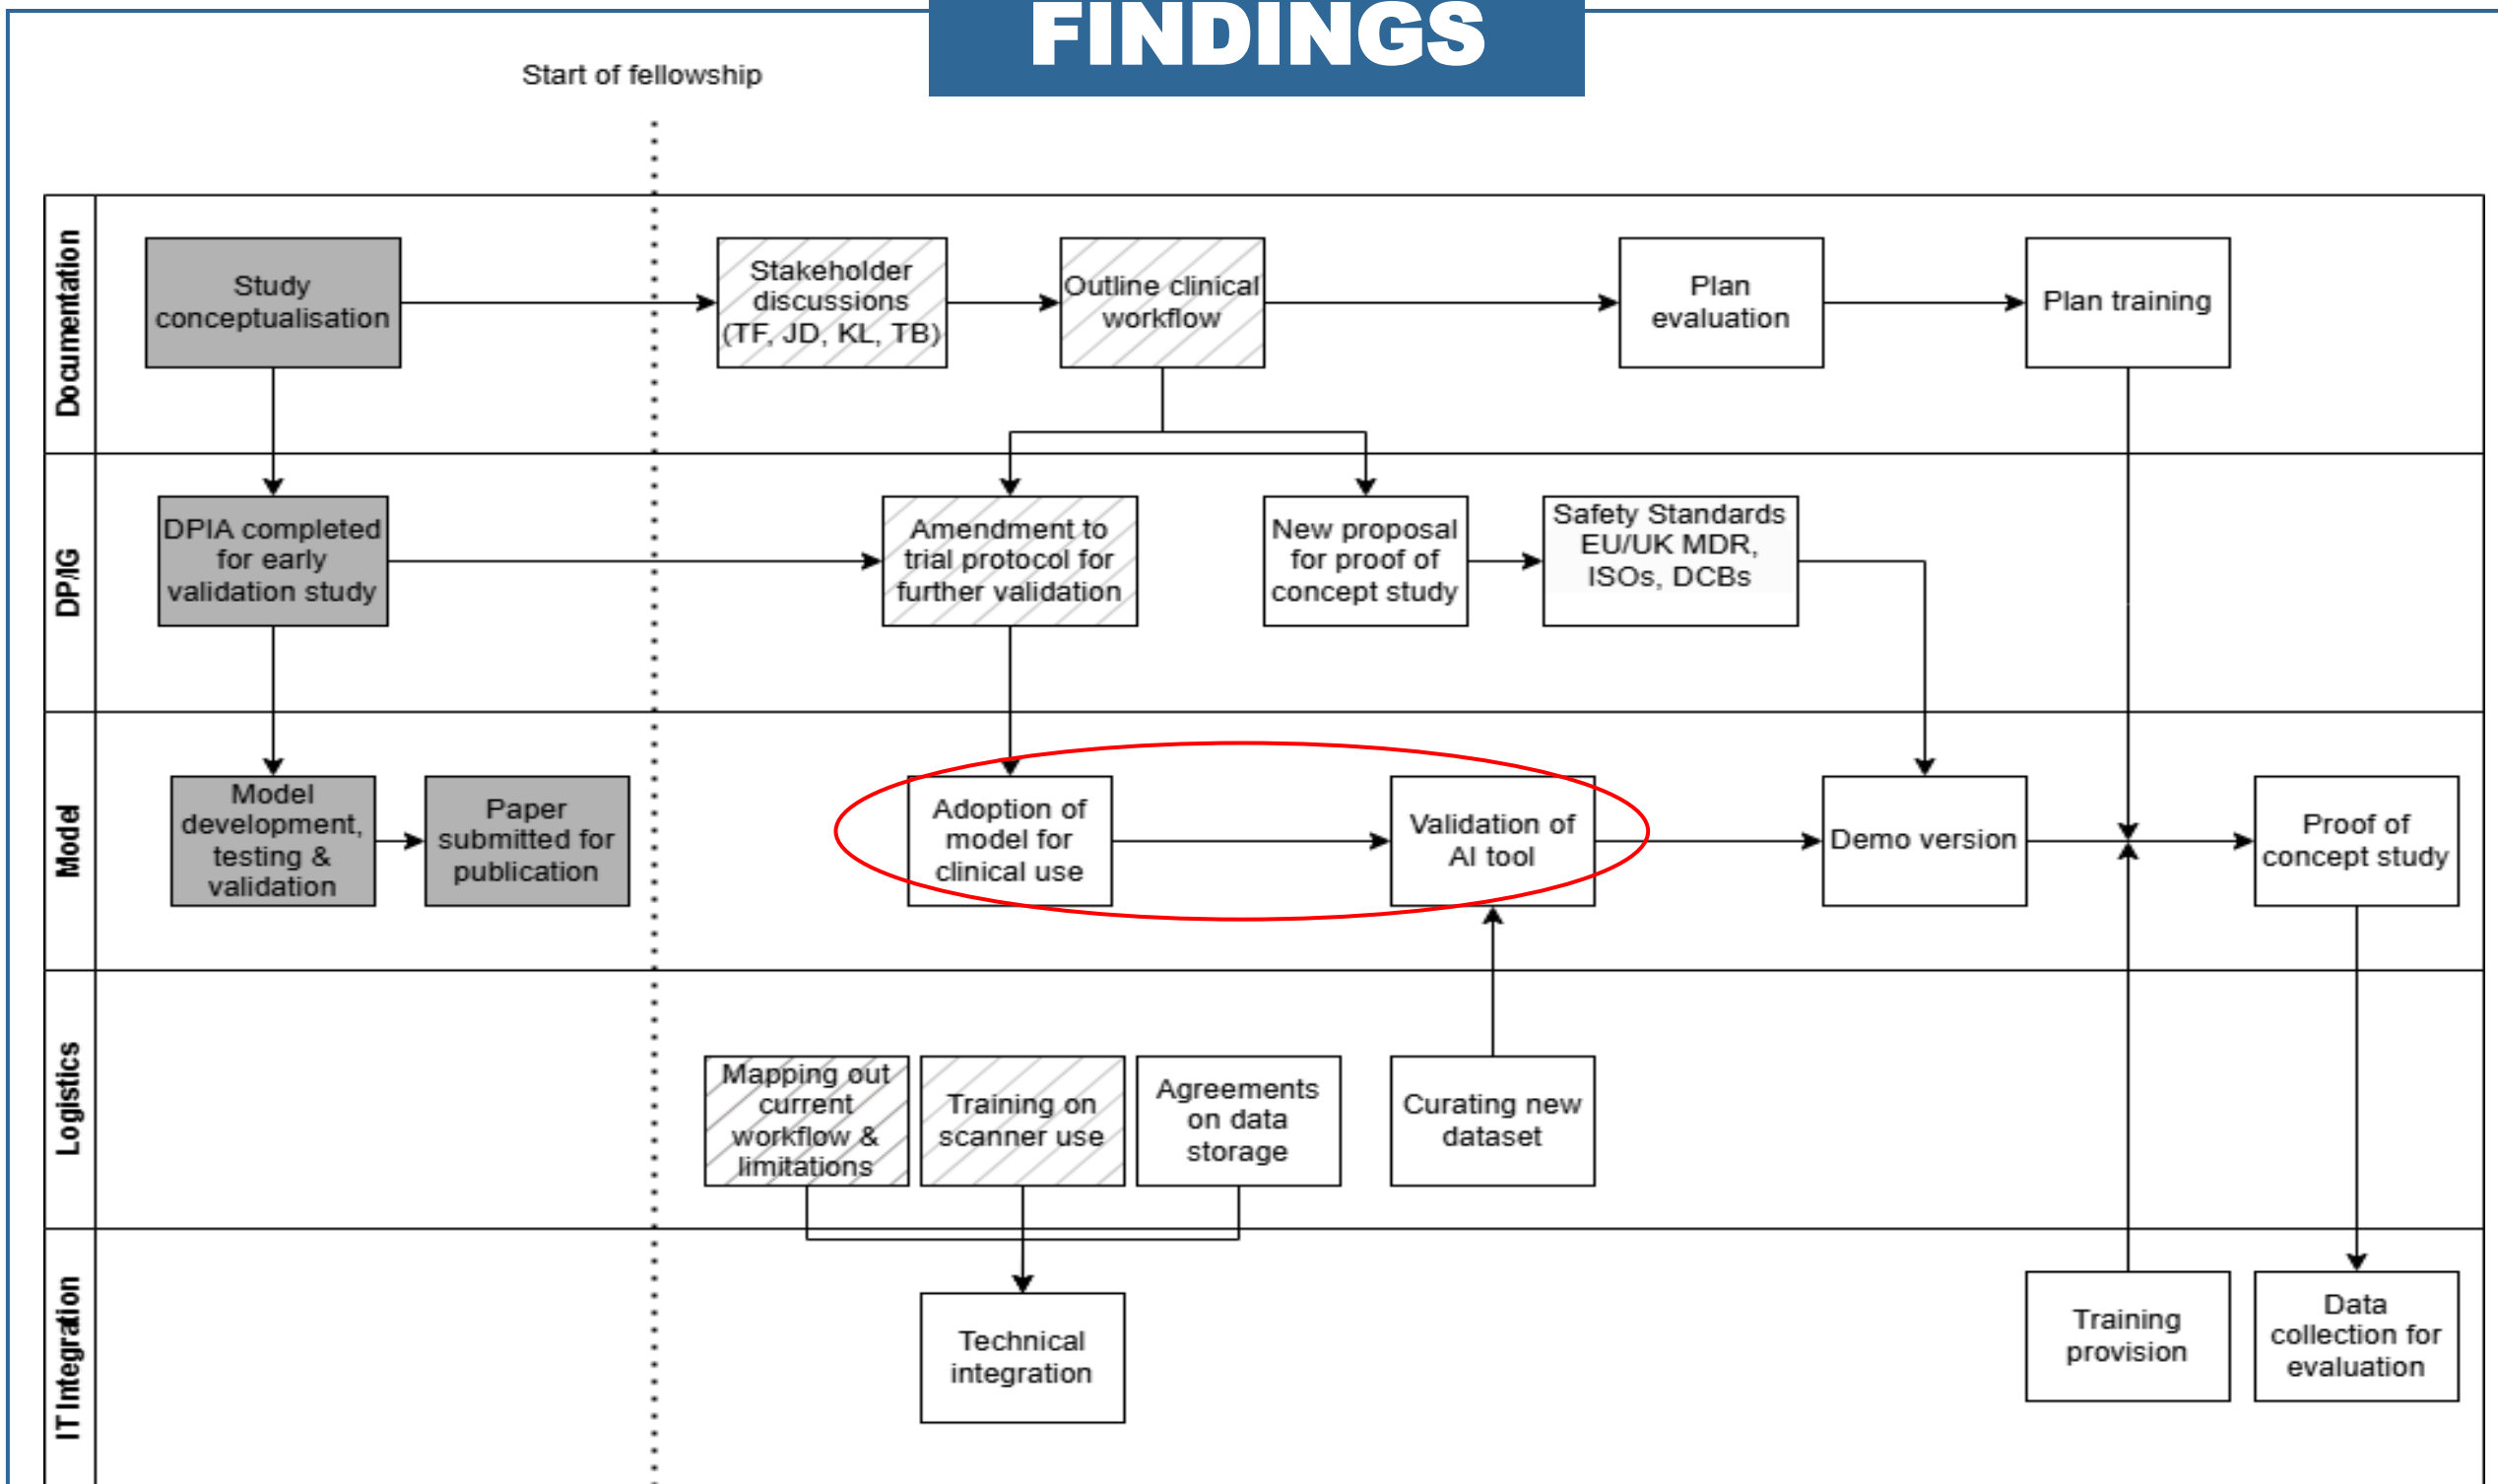 FINDINGS
Start of fellowship
Documentation
Study
conceptualisation
Stakeholder
discussions
(TF, JD, KL, TB)
Outline clinical
workflow
Plan
evaluation
Plan training
DP/IG
DPIA completed
for early
validation study
Amendment to
trial protocol for
further validation
New proposal
for proof of
concept study
Safety Standards
EU/UK MDR,
ISOs, DCBs
Model
Model
development,
testing &
validation
Paper
submitted for
publication
Adoption of
model for
clinical use
Validation of
AI tool
Demo version
Proof of
concept study
Logistics
Mapping out
current
workflow &
limitations
Training on
scanner use
Agreements
on data
storage
Curating new
dataset
IT Integration
Technical
integration
Training
provision
Data
collection for
evaluation